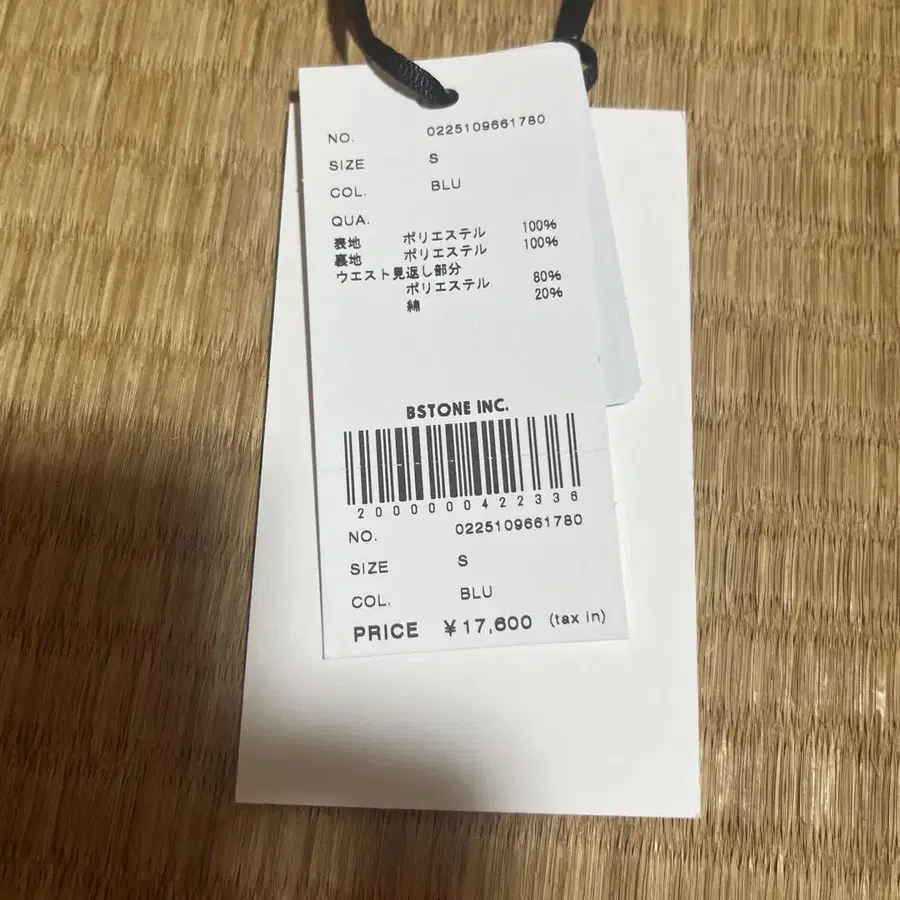 NO. 0225109661780
SIZE S
COL. BLU
QUA.
表地 ポリエステル 100%
裏地 ポリエステル 100%
ウエスト見返し部分
ポリエステル 80%
綿 20%
BSTONE INC.
2000000422336
NO. 0225109661780
SIZE S
COL. BLU
PRICE ¥17,600 (tax in)